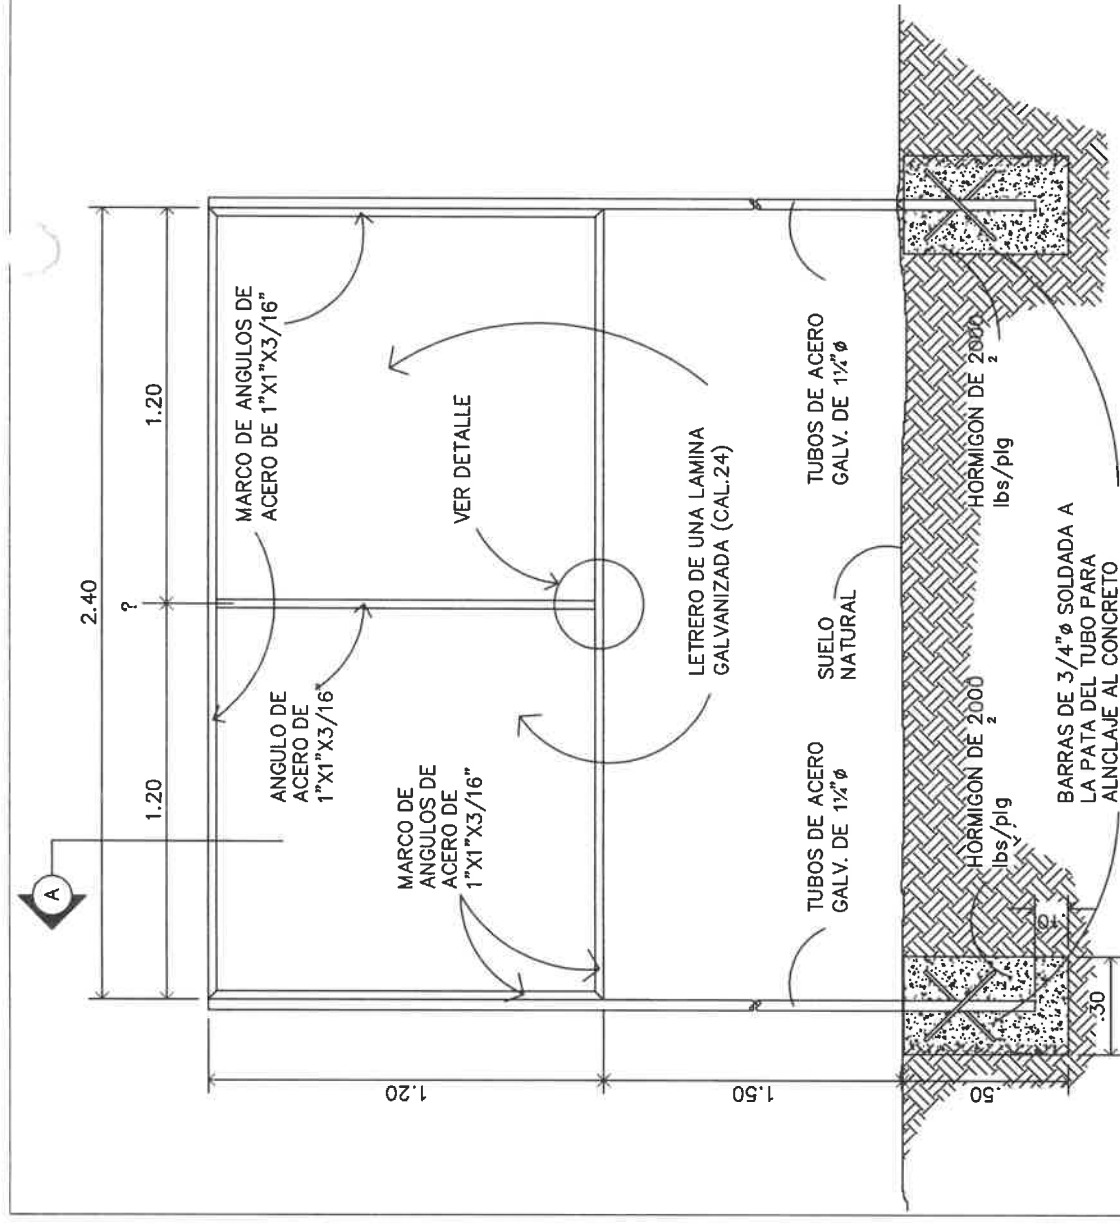 2.40
?
1.20
1.20
A
MARCO DE ANGULOS DE
ACERO DE 1"X1"X3/16"
ANGULO DE
ACERO DE
1"X1"X3/16"
MARCO DE
ANGULOS DE
ACERO DE
1"X1"X3/16"
VER DETALLE
LETRERO DE UNA LAMINA
GALVANIZADA (CAL.24)
TUBOS DE ACERO
GALV. DE 1¼"ø
TUBOS DE ACERO
GALV. DE 1¼"ø
SUELO
NATURAL
HORMIGON DE 2000
lbs/plg 2
HORMIGON DE 2000
lbs/plg 2
BARRAS DE 3/4"ø SOLDADA A
LA PATA DEL TUBO PARA
ALNCLAJE AL CONCRETO
1.20
1.50
.50
.10
.30